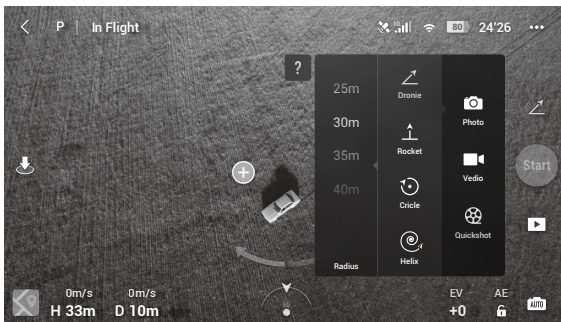 P In Flight
80 24'26
?
25m
30m
35m
40m
Radius
Dronie
Rocket
Cricle
Helix
Photo
Vedio
Quickshot
Start
0m/s 0m/s
H 33m D 10m
EV AE
+0
AUTO